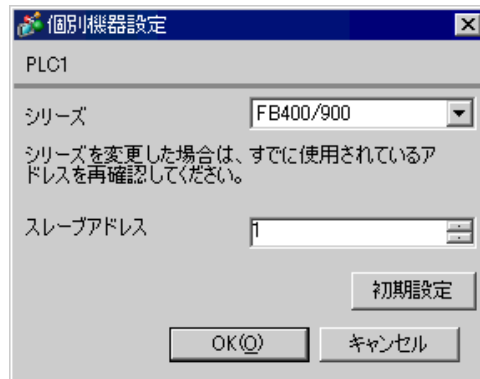 個別機器設定
PLC1
シリーズ
FB400/900
シリーズを変更した場合は、すでに使用されているア
ドレスを再確認してください。
スレーブアドレス
1
初期設定
OK(O)
キャンセル